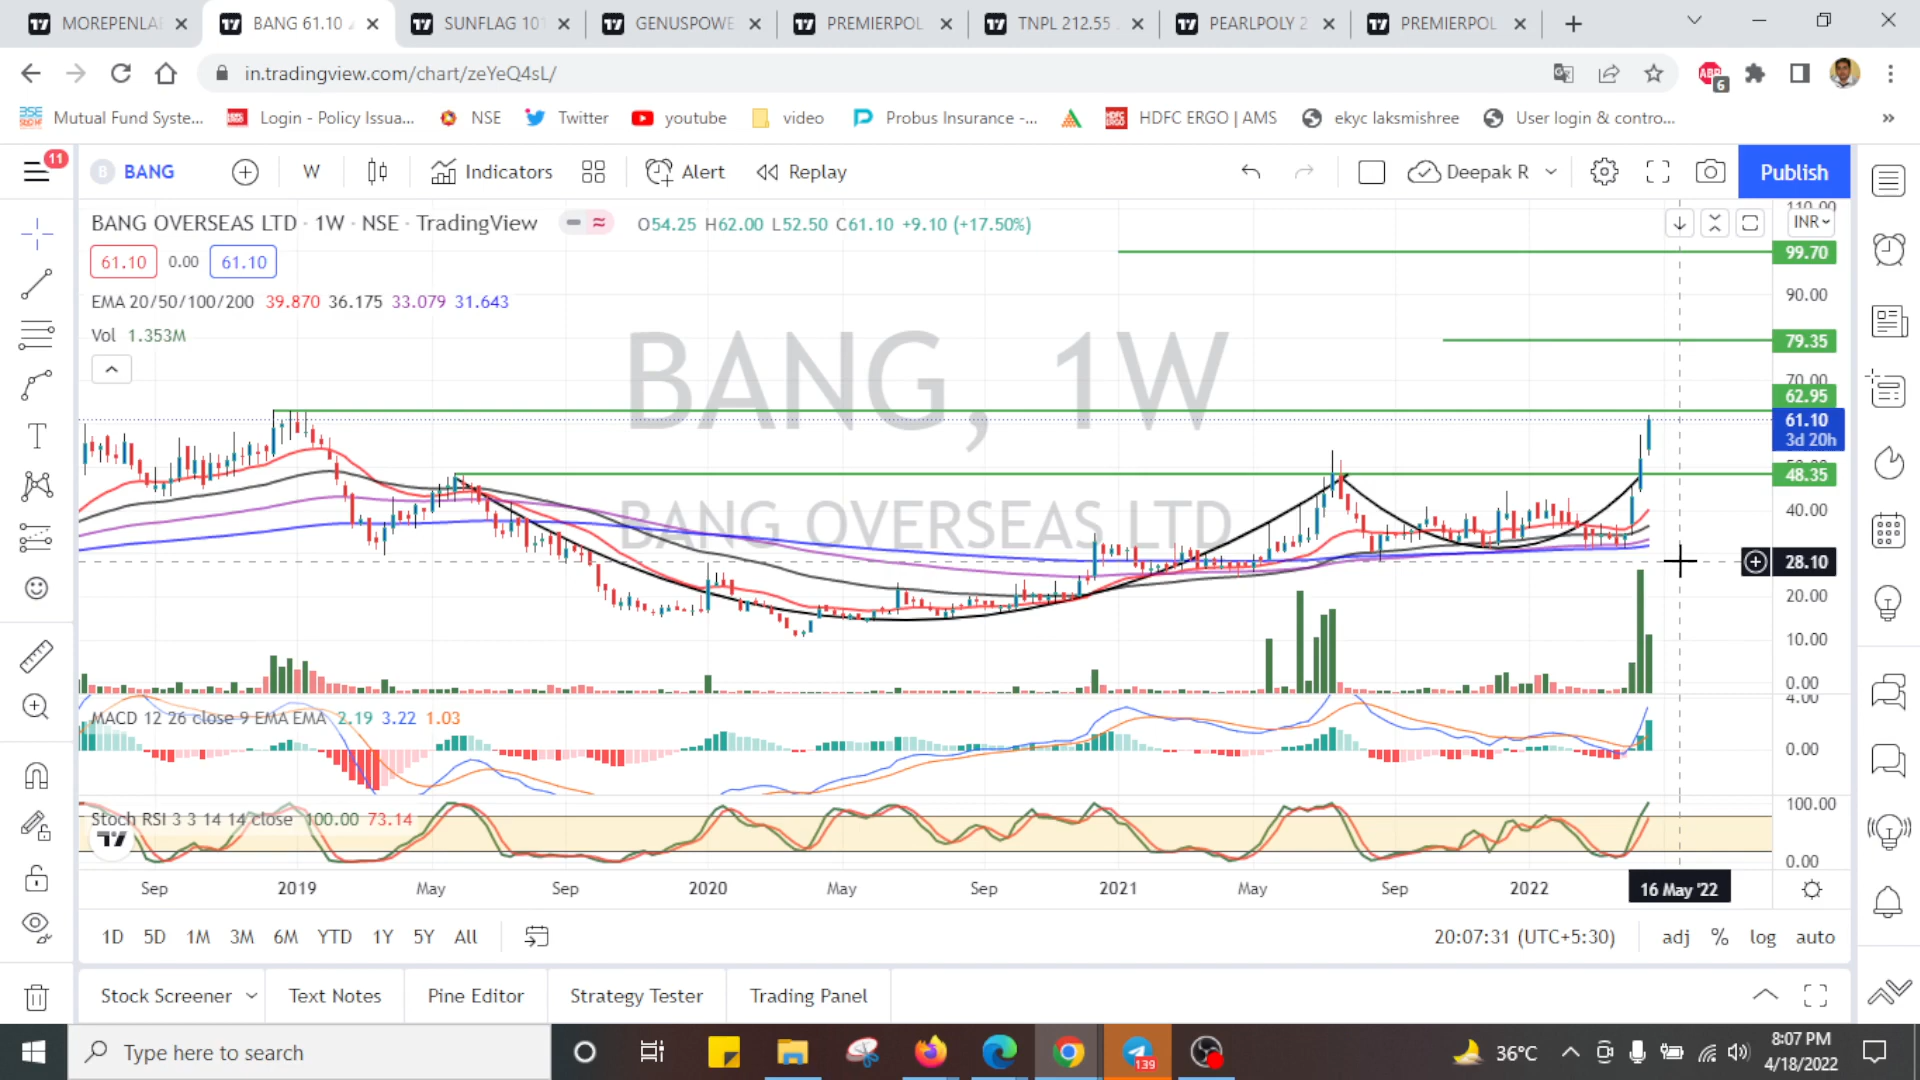 MOREPENLA
BANG 61.10
SUNFLAG 10
GENUSPOWE
PREMIERPOL
TNPL 212.55
PEARLPOLY 2
PREMIERPOL
in.tradingview.com/chart/zeYeQ4sL/
ABP
6
Mutual Fund Syste...
Login - Policy Issua...
NSE
Twitter
youtube
video
Probus Insurance -...
HDFC ERGO | AMS
ekyc laksmishree
User login & contro...
»
11
B BANG
W
Indicators
Alert
Replay
Deepak R
Publish
BANG OVERSEAS LTD · 1W · NSE · TradingView
O54.25 H62.00 L52.50 C61.10 +9.10 (+17.50%)
INR
61.10 0.00 61.10
EMA 20/50/100/200 39.870 36.175 33.079 31.643
Vol 1.353M
BANG, 1W
BANG OVERSEAS LTD
110.00
99.70
90.00
79.35
70.00
62.95
61.10
3d 20h
48.35
40.00
28.10
20.00
10.00
0.00
4.00
MACD 12 26 close 9 EMA EMA 2.19 3.22 1.03
0.00
100.00
Stoch RSI 3 3 14 14 close 100.00 73.14
0.00
Sep 2019 May Sep 2020 May Sep 2021 May Sep 2022 16 May '22
1D 5D 1M 3M 6M YTD 1Y 5Y All
20:07:31 (UTC+5:30)
adj % log auto
Stock Screener
Text Notes
Pine Editor
Strategy Tester
Trading Panel
Type here to search
139
36°C
8:07 PM
4/18/2022